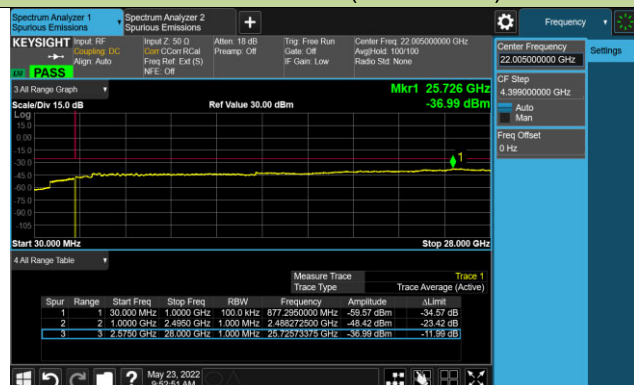 Spectrum Analyzer 1
Spurious Emissions
Spectrum Analyzer 2
Spurious Emissions
Frequency
KEYSIGHT
Input: RF
Coupling: DC
Align: Auto
Input Z: 50 Ω
Corr CCorr RCal
Freq Ref: Ext (S)
NFE: Off
Atten: 18 dB
Preamp: Off
Trig: Free Run
Gate: Off
IF Gain: Low
Center Freq: 22.005000000 GHz
Avg|Hold: 100/100
Radio Std: None
PASS
Center Frequency
22.005000000 GHz
Settings
CF Step
4.399000000 GHz
Auto
Man
Freq Offset
0 Hz
3 All Range Graph
Mkr1 25.726 GHz
-36.99 dBm
Scale/Div 15.0 dB
Ref Value 30.00 dBm
Log
15.0
0.00
-15.0
-30.0
-45.0
-60.0
-75.0
-90.0
-105
1
Start 30.000 MHz
Stop 28.000 GHz
4 All Range Table
Measure Trace Trace 1
Trace Type Trace Average (Active)
Spur Range Start Freq Stop Freq RBW Frequency Amplitude ΔLimit
1 1 30.000 MHz 1.0000 GHz 100.0 kHz 877.2950000 MHz -59.57 dBm -34.57 dB
2 2 1.0000 GHz 2.4950 GHz 1.000 MHz 2.488272500 GHz -48.42 dBm -23.42 dB
3 3 2.5750 GHz 28.000 GHz 1.000 MHz 25.72573375 GHz -36.99 dBm -11.99 dB
May 23, 2022
9:52:51 AM